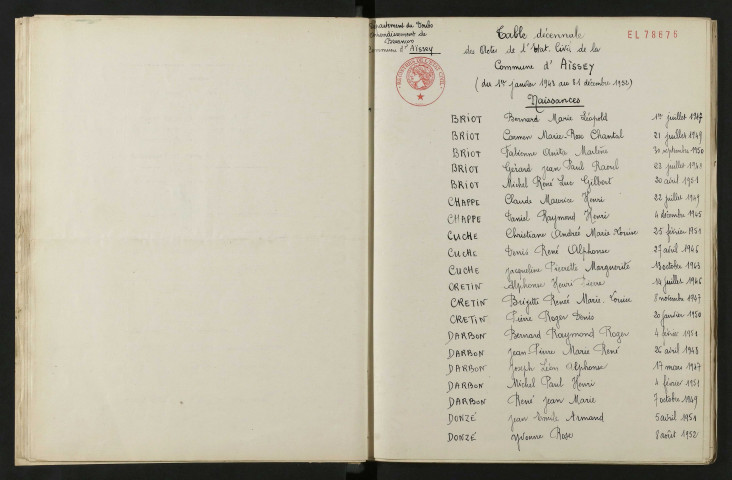 Département du Doubs
Arrondissement de
Besançon
Commune d'Aïssey
Table décennale
EL78676
des Actes de l'Etat Civil de la
Commune d'Aïssey
(du 1er janvier 1943 au 31 décembre 1952)
Naissances
BRIOT Bernard Marie Léopold 1er juillet 1947
BRIOT Carmen Marie-Rose Chantal 21 juillet 1949
BRIOT Fabienne Anita Marlène 30 septembre 1950
BRIOT Gérard Jean Paul Raoul 23 juillet
BRIOT Michel René Luc Gilbert 20 avril 1951
CHAPPE Claude Maurice Henri 22 juillet 1949
CHAPPE Daniel Raymond Henri décembre 1945
CUCHE Christiane Andrée Marie-Louise 25 février 1951
CUCHE Denis René Alphonse 27 avril 1946
CUCHE Jacqueline Pierrette Marguerite 13 octobre 1943
CRETIN Alphonse Henri Pierre 14 juillet 1946
CRETIN Brigitte Renée Marie-Louise 8 novembre 1947
CRETIN Pierre Roger Denis 20 janvier 1950
DARBON Bernard Raymond Roger 4 février 1951
DARBON Jean-Pierre Marie René 26 avril 1948
DARBON Joseph Léon Alphonse 17 mars 1947
DARBON Michel Paul Henri 4 février 1951
DARBON René Jean Marie 7 octobre 1949
DONZÉ Jean Emile Armand 5 avril 1951
DONZÉ Yvonne Rose 8 août 1952